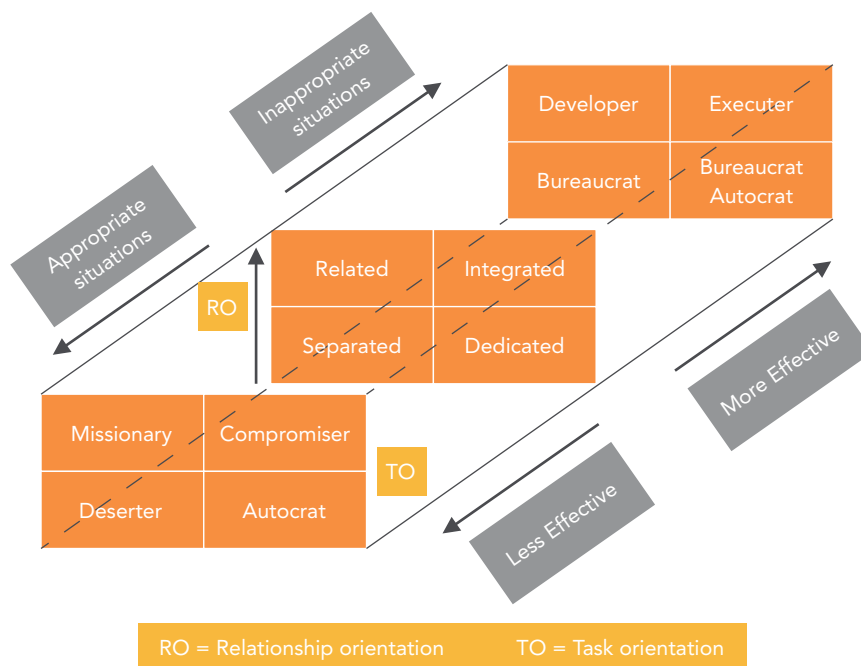 Inappropriate
situations
Appropriate
situations
Developer
Executer
Bureaucrat
Bureaucrat
Autocrat
Related
Integrated
RO
Separated
Dedicated
More Effective
Missionary
Compromiser
TO
Deserter
Autocrat
Less Effective
RO = Relationship orientation
TO = Task orientation